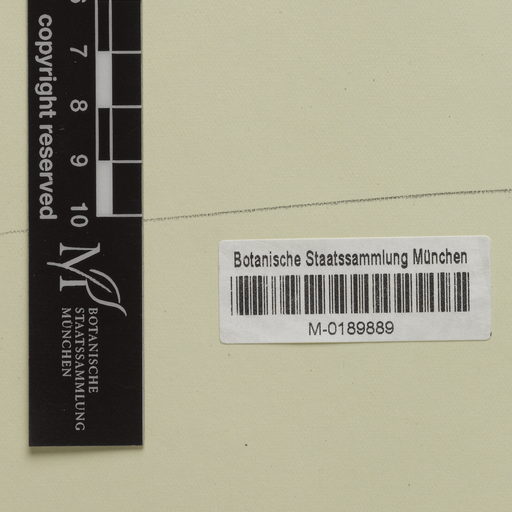 6
7
8
9
10
copyright reserved
M
BOTANISCHE
STAATSSAMMLUNG
MÜNCHEN
Botanische Staatssammlung München
M-0189889